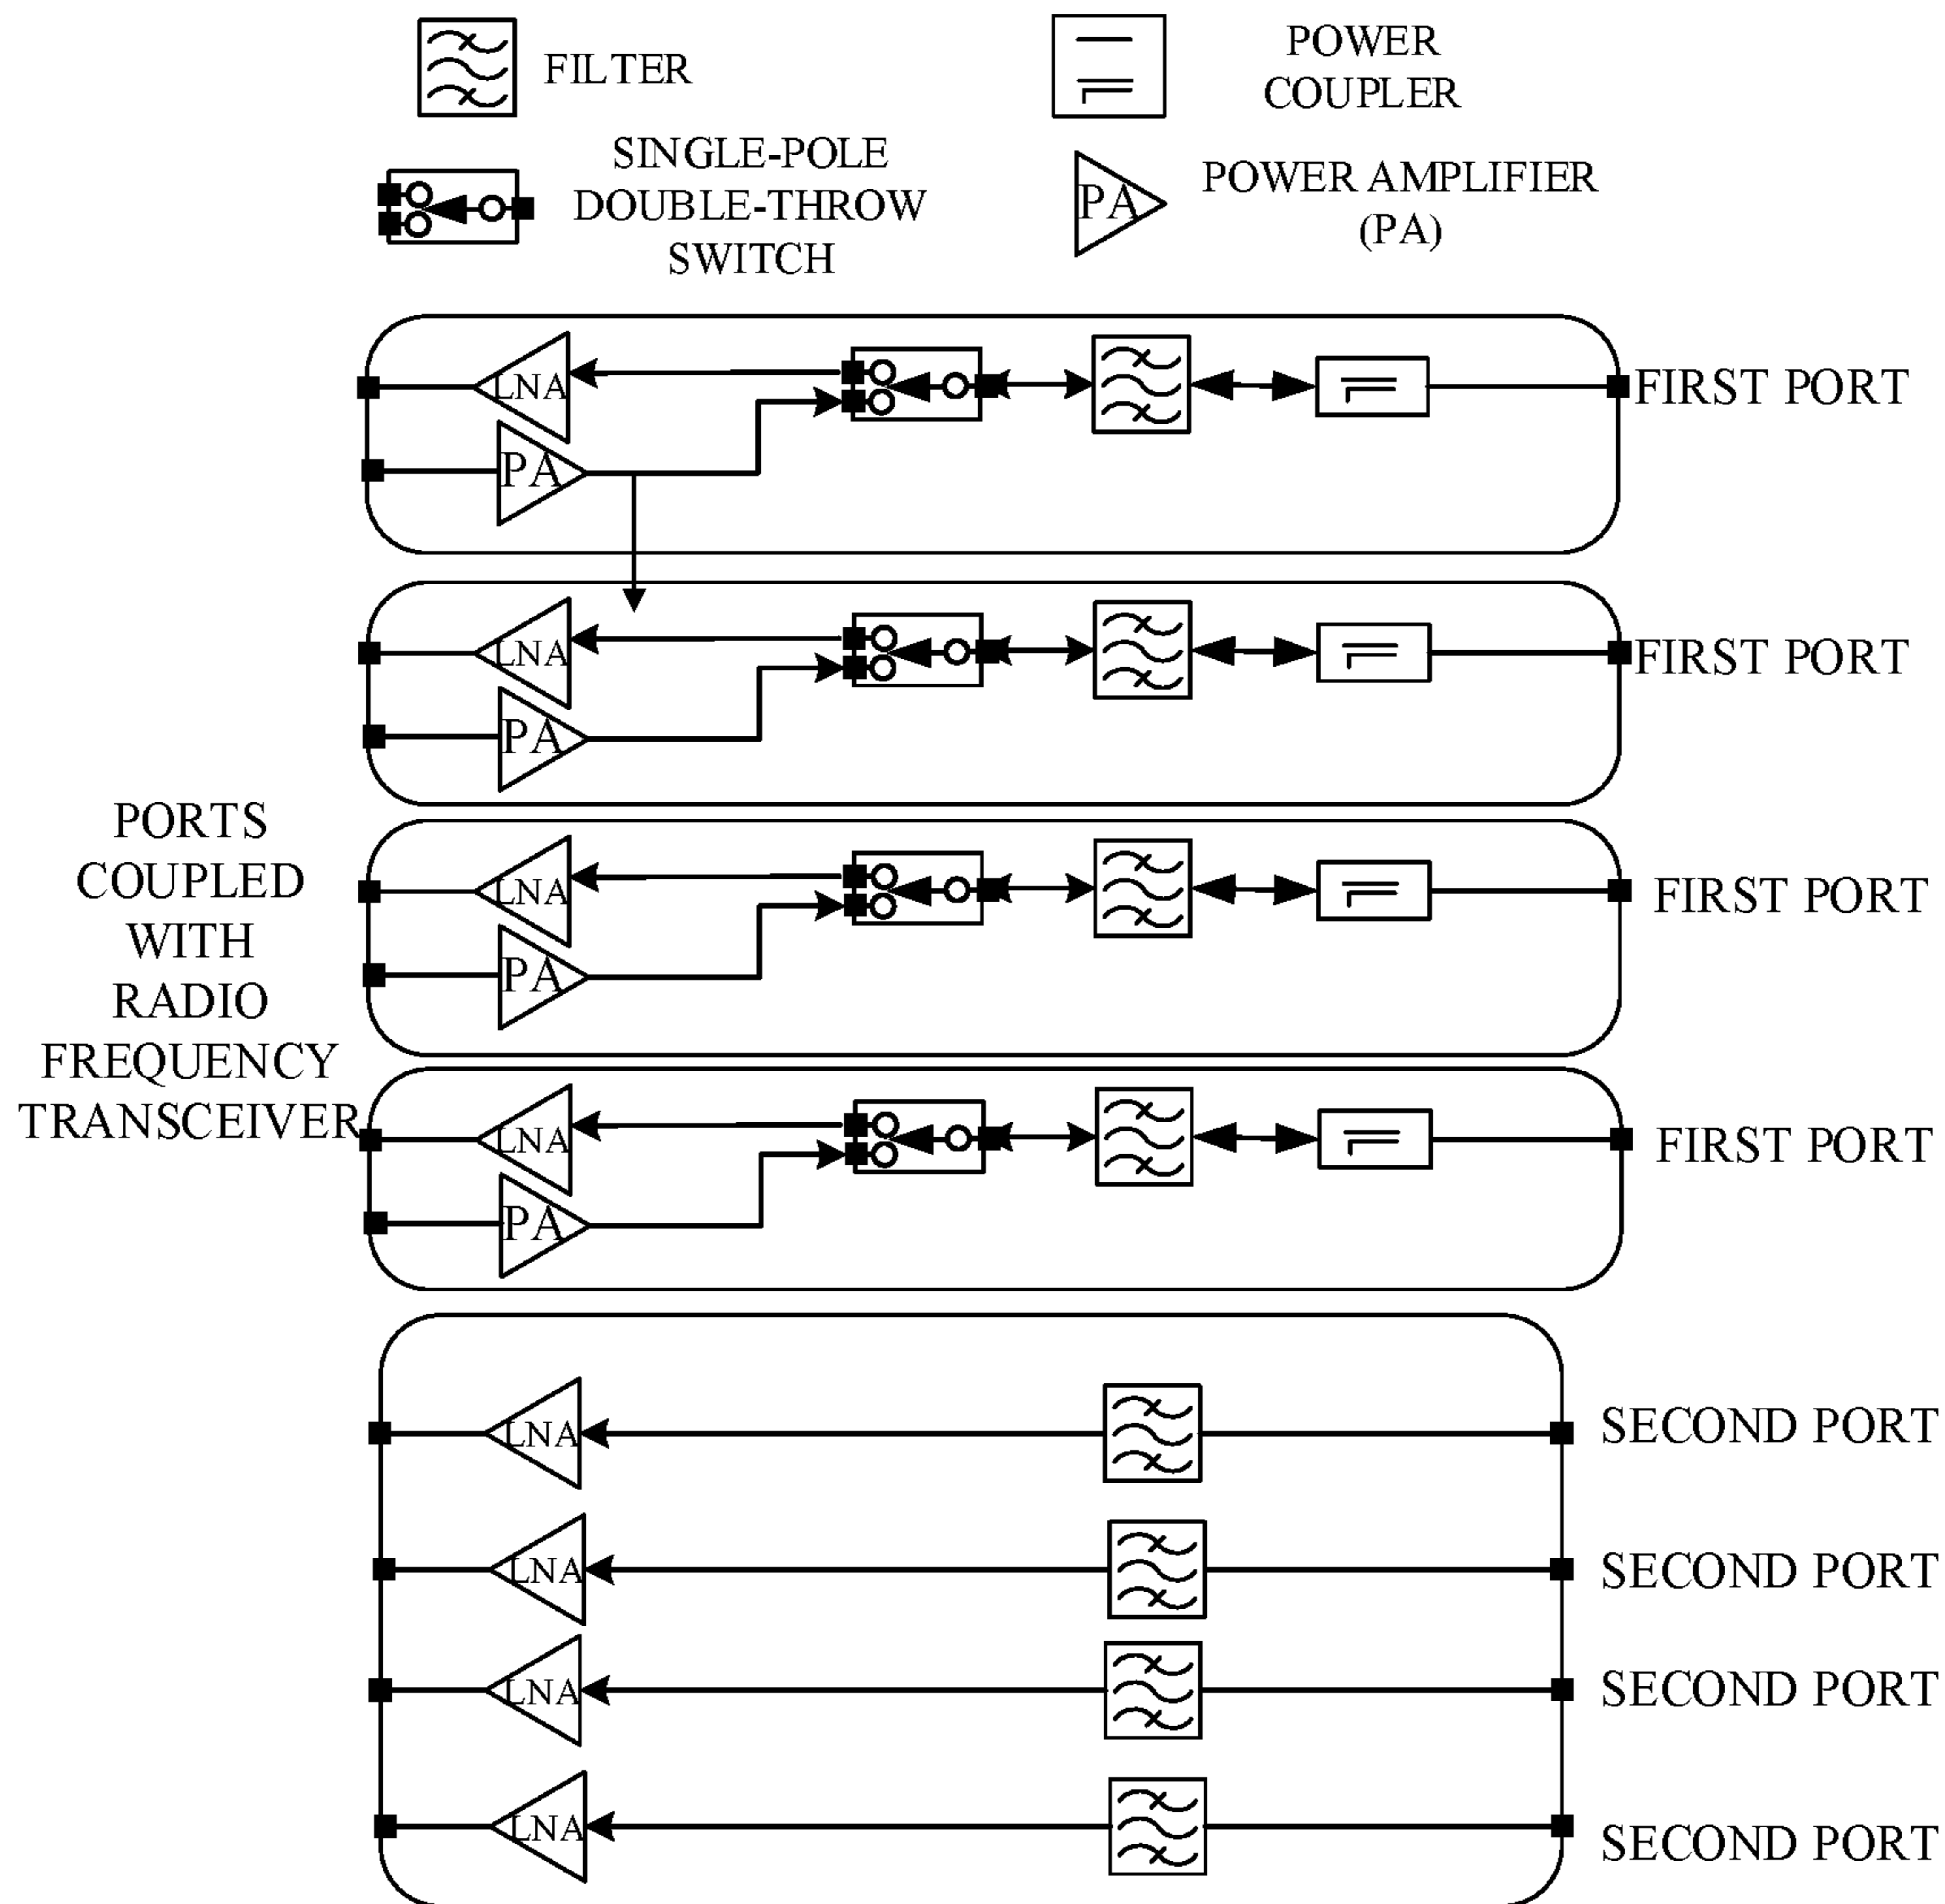 FILTER
POWER
COUPLER
SINGLE-POLE
DOUBLE-THROW
SWITCH
PA
POWER AMPLIFIER
(PA)
LNA
FIRST PORT
PA
LNA
FIRST PORT
PA
PORTS
COUPLED
WITH
RADIO
FREQUENCY
TRANSCEIVER
LNA
FIRST PORT
PA
LNA
FIRST PORT
PA
LNA
SECOND PORT
LNA
SECOND PORT
LNA
SECOND PORT
LNA
SECOND PORT